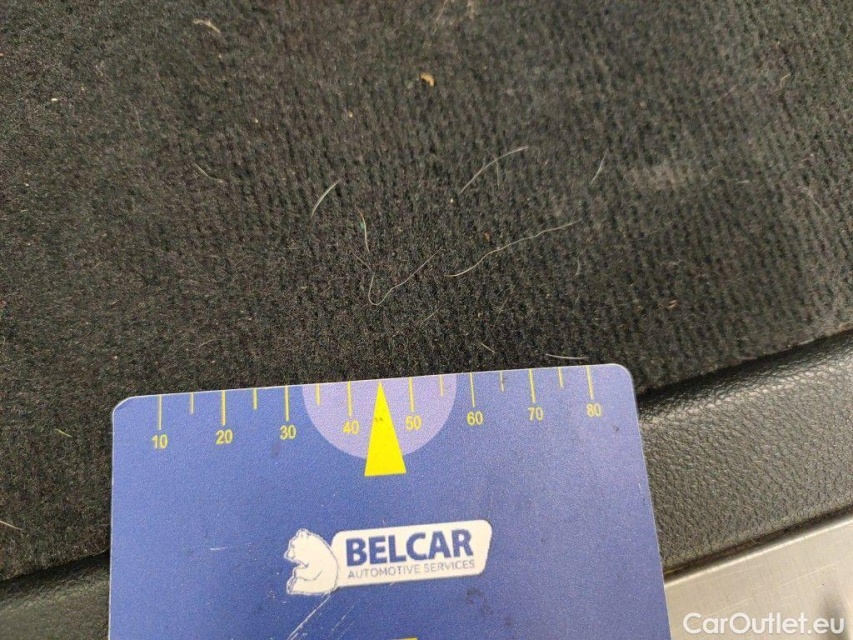 10 20 30 40 50 60 70 80
BELCAR
AUTOMOTIVE SERVICES
CarOutlet.eu